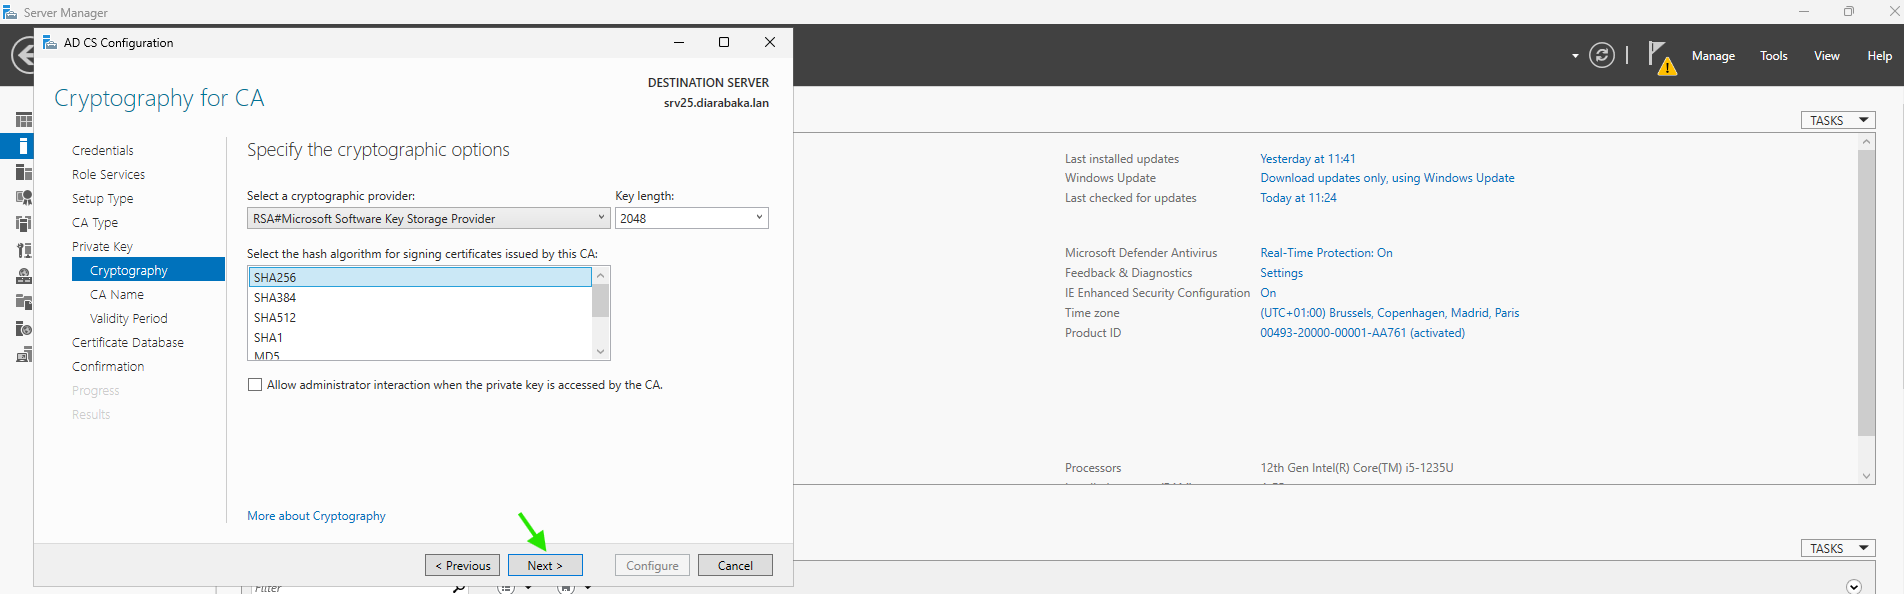 Server Manager
AD CS Configuration
Manage Tools View Help
DESTINATION SERVER
srv25.diarabaka.lan
Cryptography for CA
Credentials
Role Services
Setup Type
CA Type
Private Key
Cryptography
CA Name
Validity Period
Certificate Database
Confirmation
Progress
Results
Specify the cryptographic options
Select a cryptographic provider: Key length:
RSA#Microsoft Software Key Storage Provider 2048
Select the hash algorithm for signing certificates issued by this CA:
SHA256
SHA384
SHA512
SHA1
MD5
Allow administrator interaction when the private key is accessed by the CA.
More about Cryptography
< Previous Next > Configure Cancel
TASKS
Last installed updates Yesterday at 11:41
Windows Update Download updates only, using Windows Update
Last checked for updates Today at 11:24
Microsoft Defender Antivirus Real-Time Protection: On
Feedback & Diagnostics Settings
IE Enhanced Security Configuration On
Time zone (UTC+01:00) Brussels, Copenhagen, Madrid, Paris
Product ID 00493-20000-00001-AA761 (activated)
Processors 12th Gen Intel(R) Core(TM) i5-1235U
TASKS
Filter